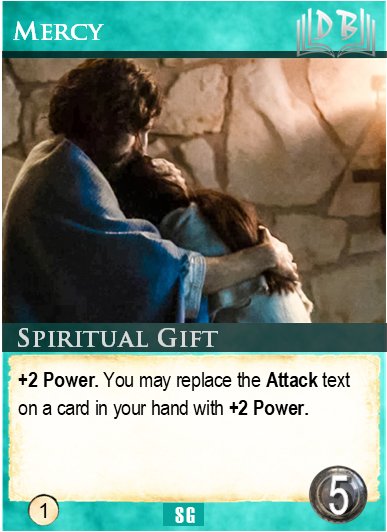 Mercy
DB
Spiritual Gift
+2 Power. You may replace the Attack text
on a card in your hand with +2 Power.
1
SG
5